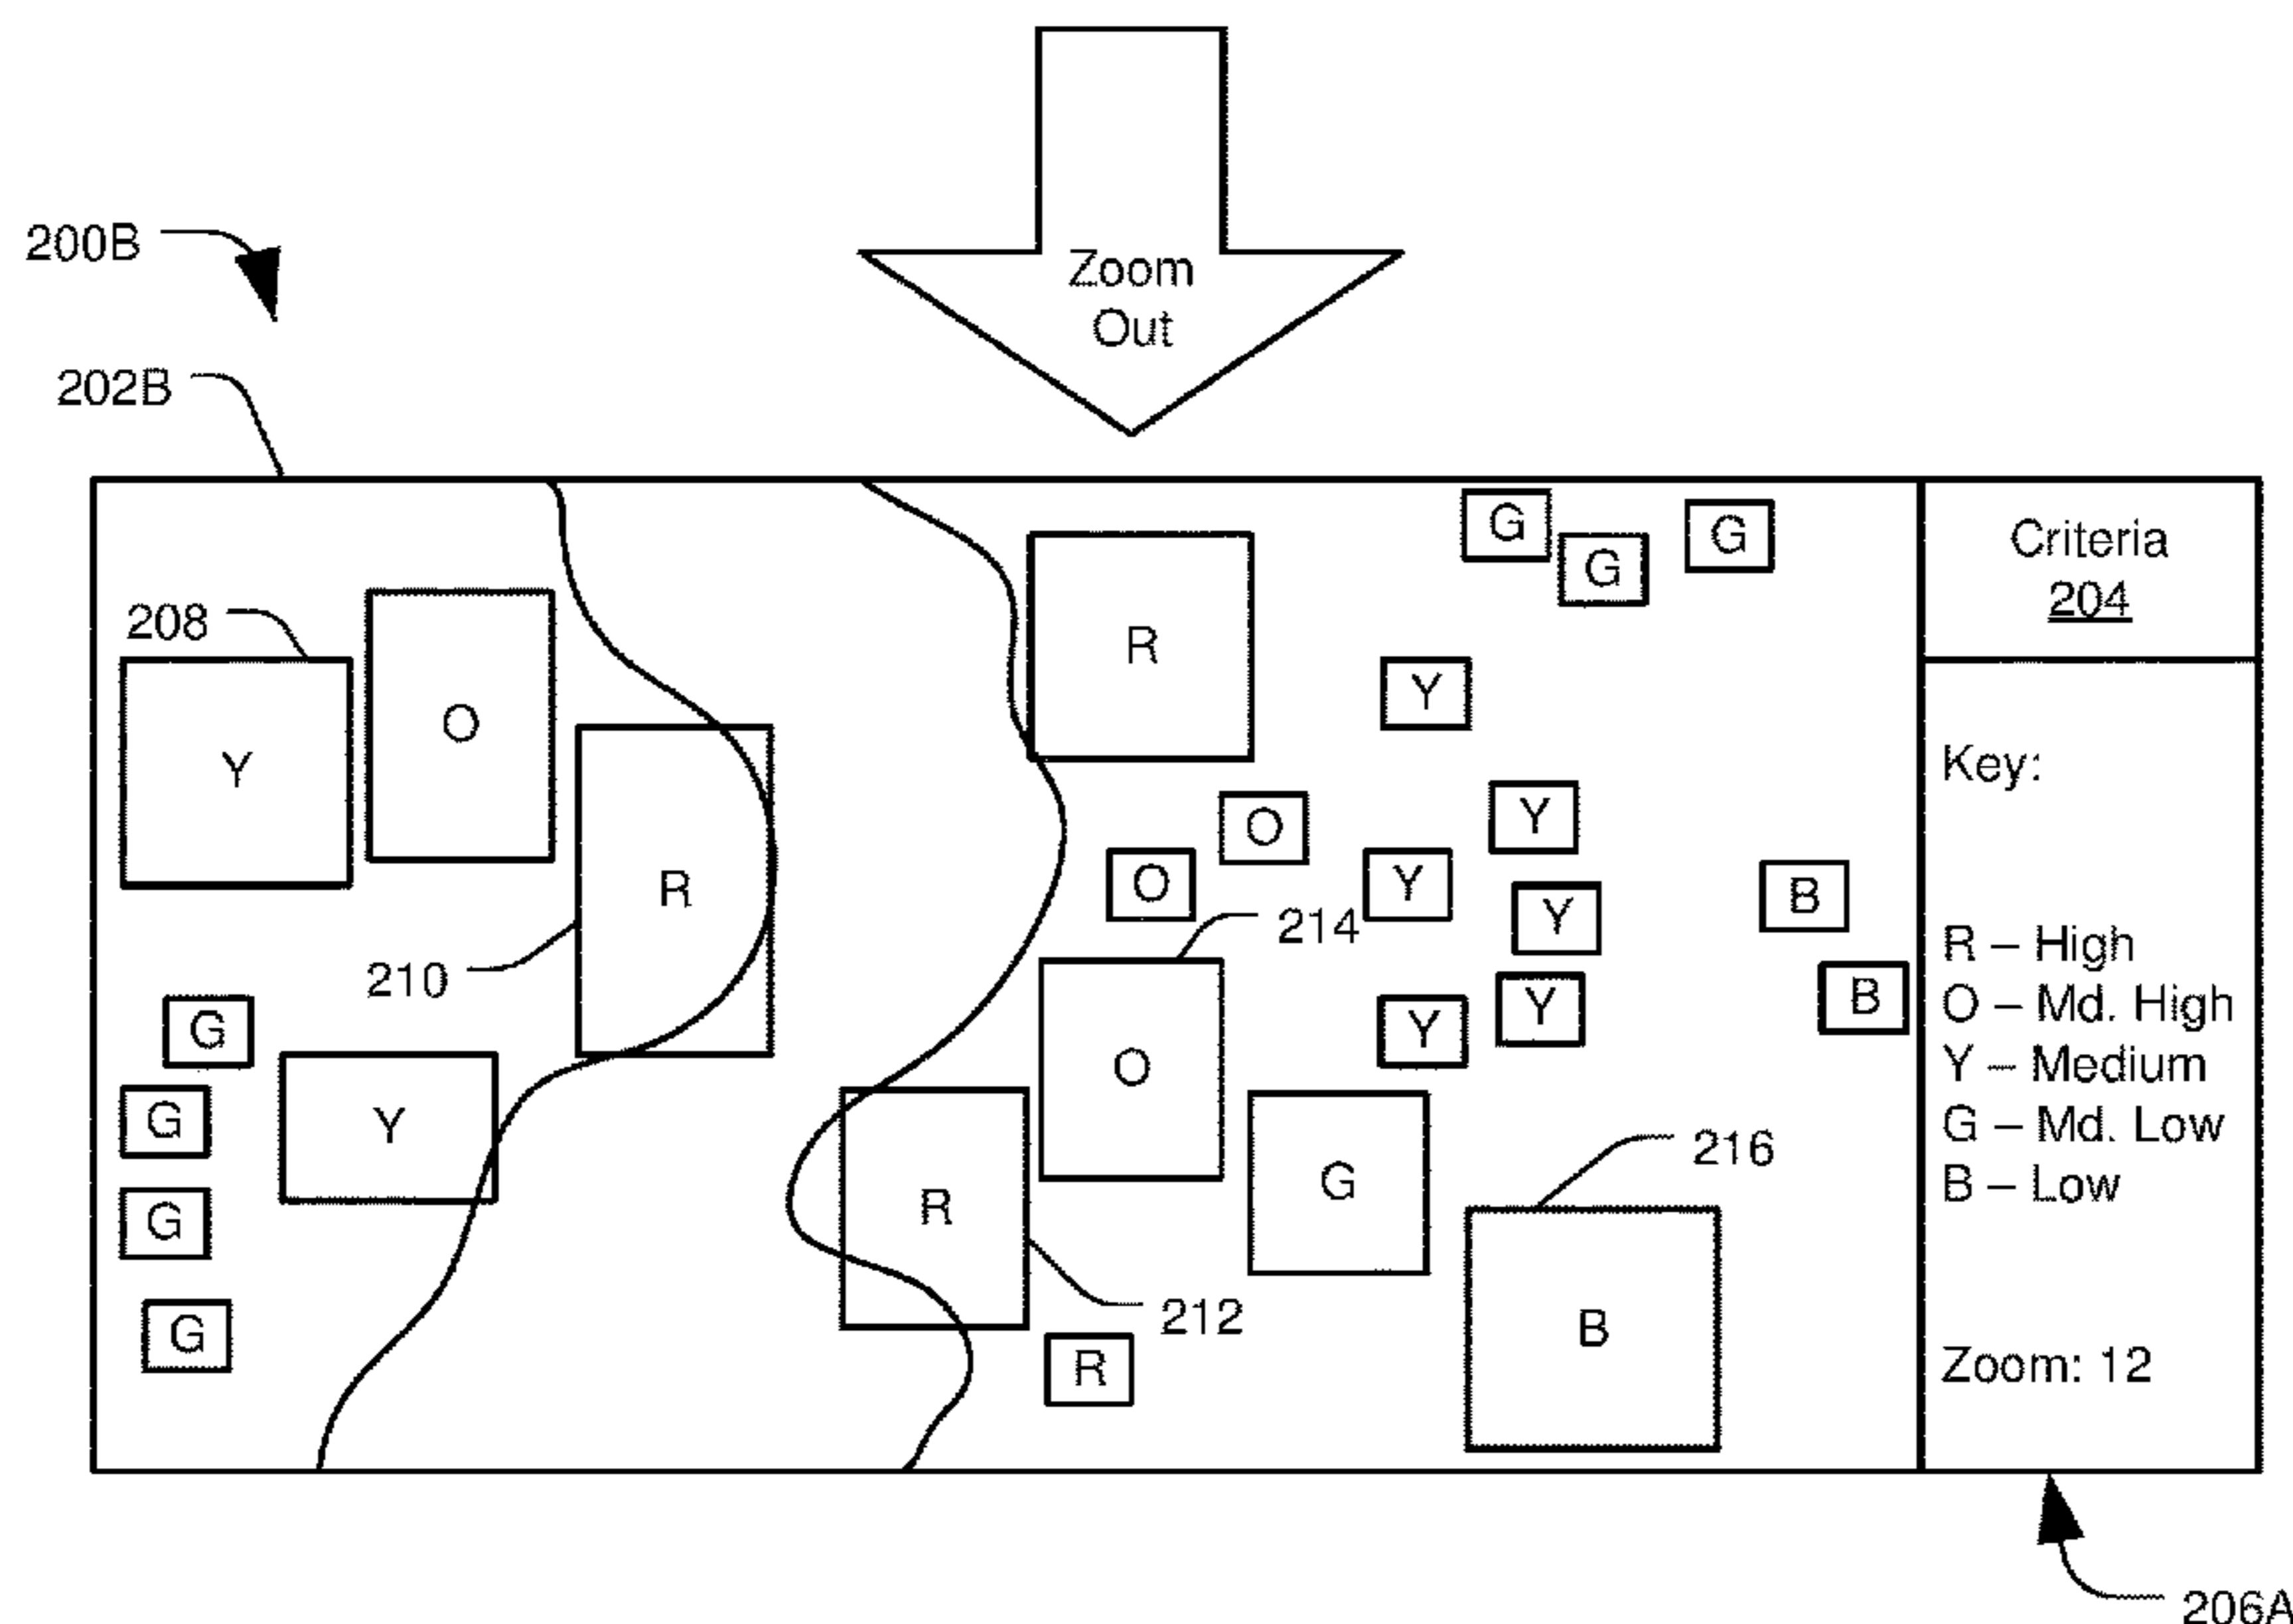 Zoom
Out
200B
202B
G
G
G
Criteria
204
208
R
Y
O
Y
Key:
R
O
Y
O
Y
B
214
Y
210
B
R – High
O – Md. High
Y – Medium
G – Md. Low
B – Low
G
Y
Y
O
G
Y
216
G
R
G
212
B
G
R
Zoom: 12
206A